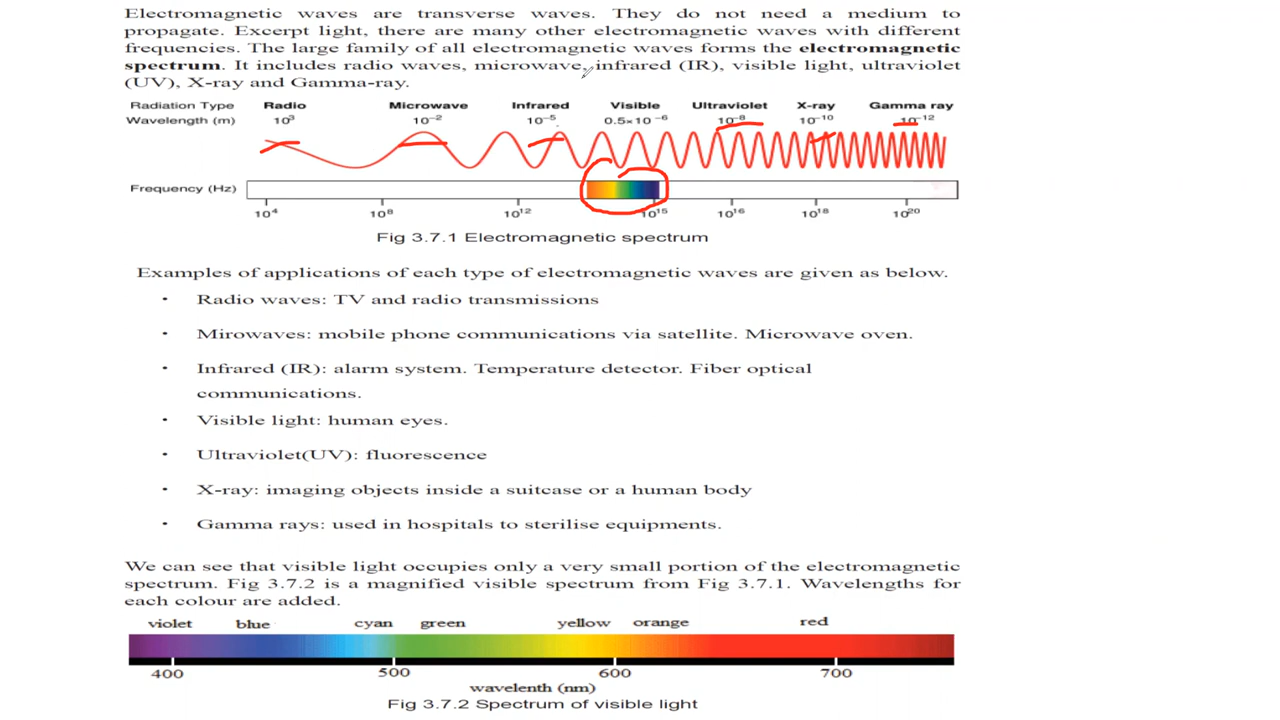 Electromagnetic waves are transverse waves. They do not need a medium to
propagate. Excerpt light, there are many other electromagnetic waves with different
frequencies. The large family of all electromagnetic waves forms the electromagnetic
spectrum. It includes radio waves, microwave, infrared (IR), visible light, ultraviolet
(UV), X-ray and Gamma-ray.
Radiation Type Radio Microwave Infrared Visible Ultraviolet X-ray Gamma ray
Wavelength (m) 10³ 10⁻² 10⁻⁵ 0.5×10⁻⁶ 10⁻⁸ 10⁻¹⁰ 10⁻¹²
Frequency (Hz)
10⁴ 10⁸ 10¹² 10¹⁵ 10¹⁶ 10¹⁸ 10²⁰
Fig 3.7.1 Electromagnetic spectrum
Examples of applications of each type of electromagnetic waves are given as below.
• Radio waves: TV and radio transmissions
• Mirowaves: mobile phone communications via satellite. Microwave oven.
• Infrared (IR): alarm system. Temperature detector. Fiber optical
communications.
• Visible light: human eyes.
• Ultraviolet(UV): fluorescence
• X-ray: imaging objects inside a suitcase or a human body
• Gamma rays: used in hospitals to sterilise equipments.
We can see that visible light occupies only a very small portion of the electromagnetic
spectrum. Fig 3.7.2 is a magnified visible spectrum from Fig 3.7.1. Wavelengths for
each colour are added.
violet blue cyan green yellow orange red
400 500 600 700
wavelenth (nm)
Fig 3.7.2 Spectrum of visible light